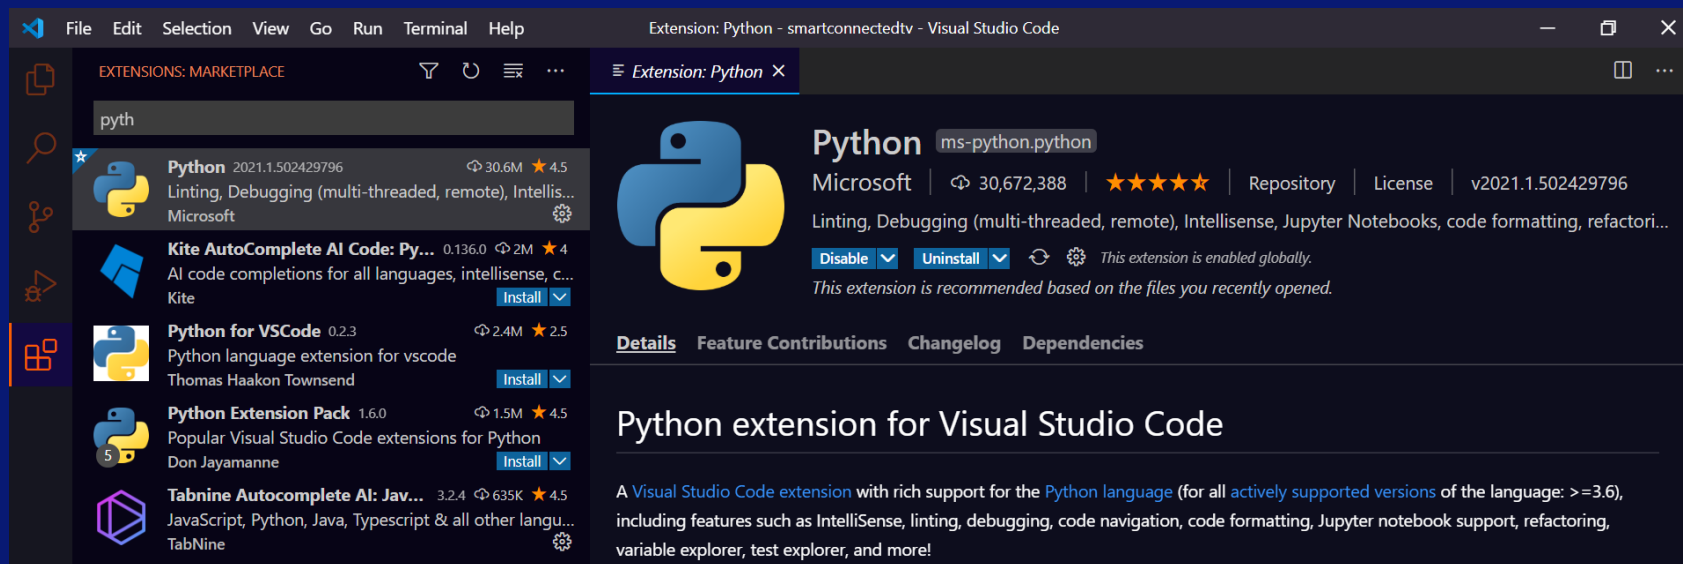 File Edit Selection View Go Run Terminal Help
Extension: Python - smartconnectedtv - Visual Studio Code
EXTENSIONS: MARKETPLACE
pyth
Python 2021.1.502429796 30.6M 4.5
Linting, Debugging (multi-threaded, remote), Intellis...
Microsoft
Kite AutoComplete AI Code: Py... 0.136.0 2M 4
AI code completions for all languages, intellisense, c...
Kite Install
Python for VSCode 0.2.3 2.4M 2.5
Python language extension for vscode
Thomas Haakon Townsend Install
Python Extension Pack 1.6.0 1.5M 4.5
Popular Visual Studio Code extensions for Python
5
Don Jayamanne Install
Tabnine Autocomplete AI: Jav... 3.2.4 635K 4.5
JavaScript, Python, Java, Typescript & all other langu...
TabNine
Extension: Python
Python ms-python.python
Microsoft 30,672,388 Repository License v2021.1.502429796
Linting, Debugging (multi-threaded, remote), Intellisense, Jupyter Notebooks, code formatting, refactori...
Disable Uninstall This extension is enabled globally.
This extension is recommended based on the files you recently opened.
Details Feature Contributions Changelog Dependencies
Python extension for Visual Studio Code
A Visual Studio Code extension with rich support for the Python language (for all actively supported versions of the language: >=3.6),
including features such as IntelliSense, linting, debugging, code navigation, code formatting, Jupyter notebook support, refactoring,
variable explorer, test explorer, and more!